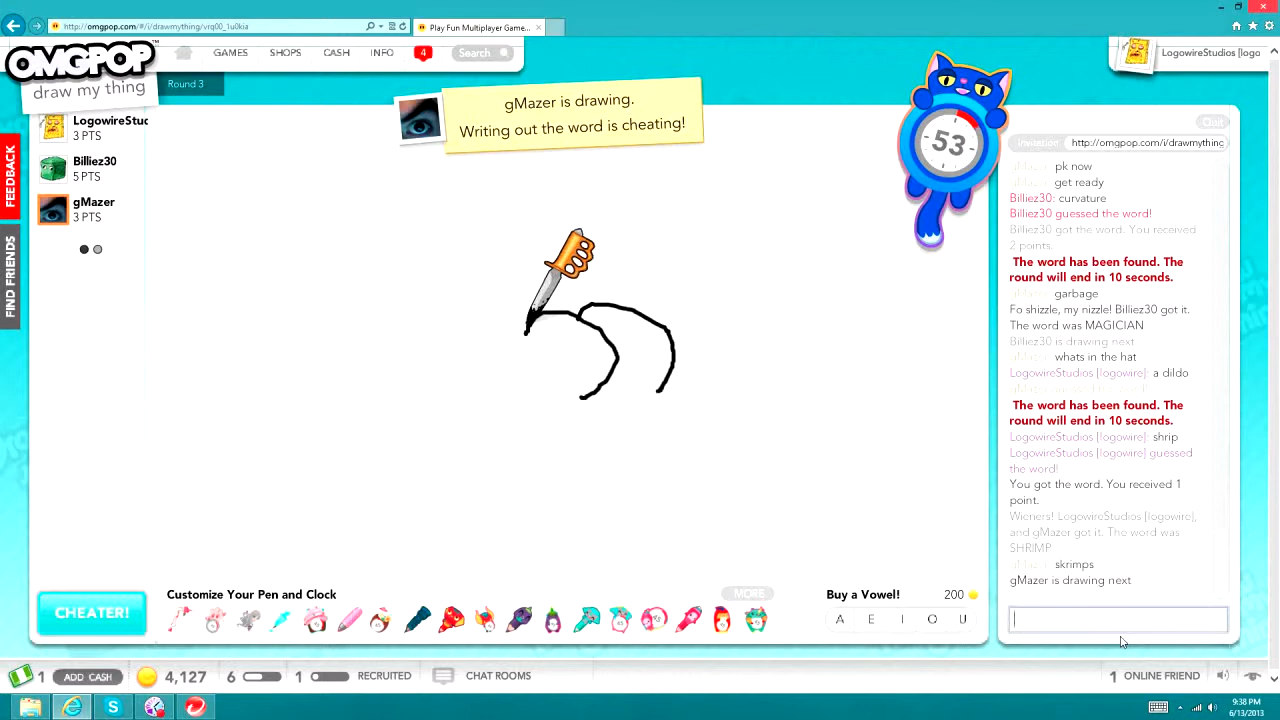 http://omgpop.com/#/i/drawmything/vrq00_1u0kia
Play Fun Multiplayer Game...
OMGPOP
draw my thing
GAMES
SHOPS
CASH
INFO
4
Search
LogowireStudios [logo
Round 3
gMazer is drawing.
Writing out the word is cheating!
53
FEEDBACK
FIND FRIENDS
LogowireStuc
3 PTS
Billiez30
5 PTS
gMazer
3 PTS
Quit
Invitation
http://omgpop.com/i/drawmything
pk now
get ready
Billiez30: curvature
Billiez30 guessed the word!
Billiez30 got the word. You received
2 points.
The word has been found. The
round will end in 10 seconds.
garbage
Fo shizzle, my nizzle! Billiez30 got it.
The word was MAGICIAN
Billiez30 is drawing next
whats in the hat
LogowireStudios [logowire]: a dildo
The word has been found. The
round will end in 10 seconds.
LogowireStudios [logowire]: shrip
LogowireStudios [logowire] guessed
the word!
You got the word. You received 1
point.
Wieners! LogowireStudios [logowire],
and gMazer got it. The word was
SHRIMP
skrimps
gMazer is drawing next
CHEATER!
Customize Your Pen and Clock
MORE
Buy a Vowel!
200
A E I O U
1
ADD CASH
4,127
6
1
RECRUITED
CHAT ROOMS
1 ONLINE FRIEND
9:38 PM
6/13/2013